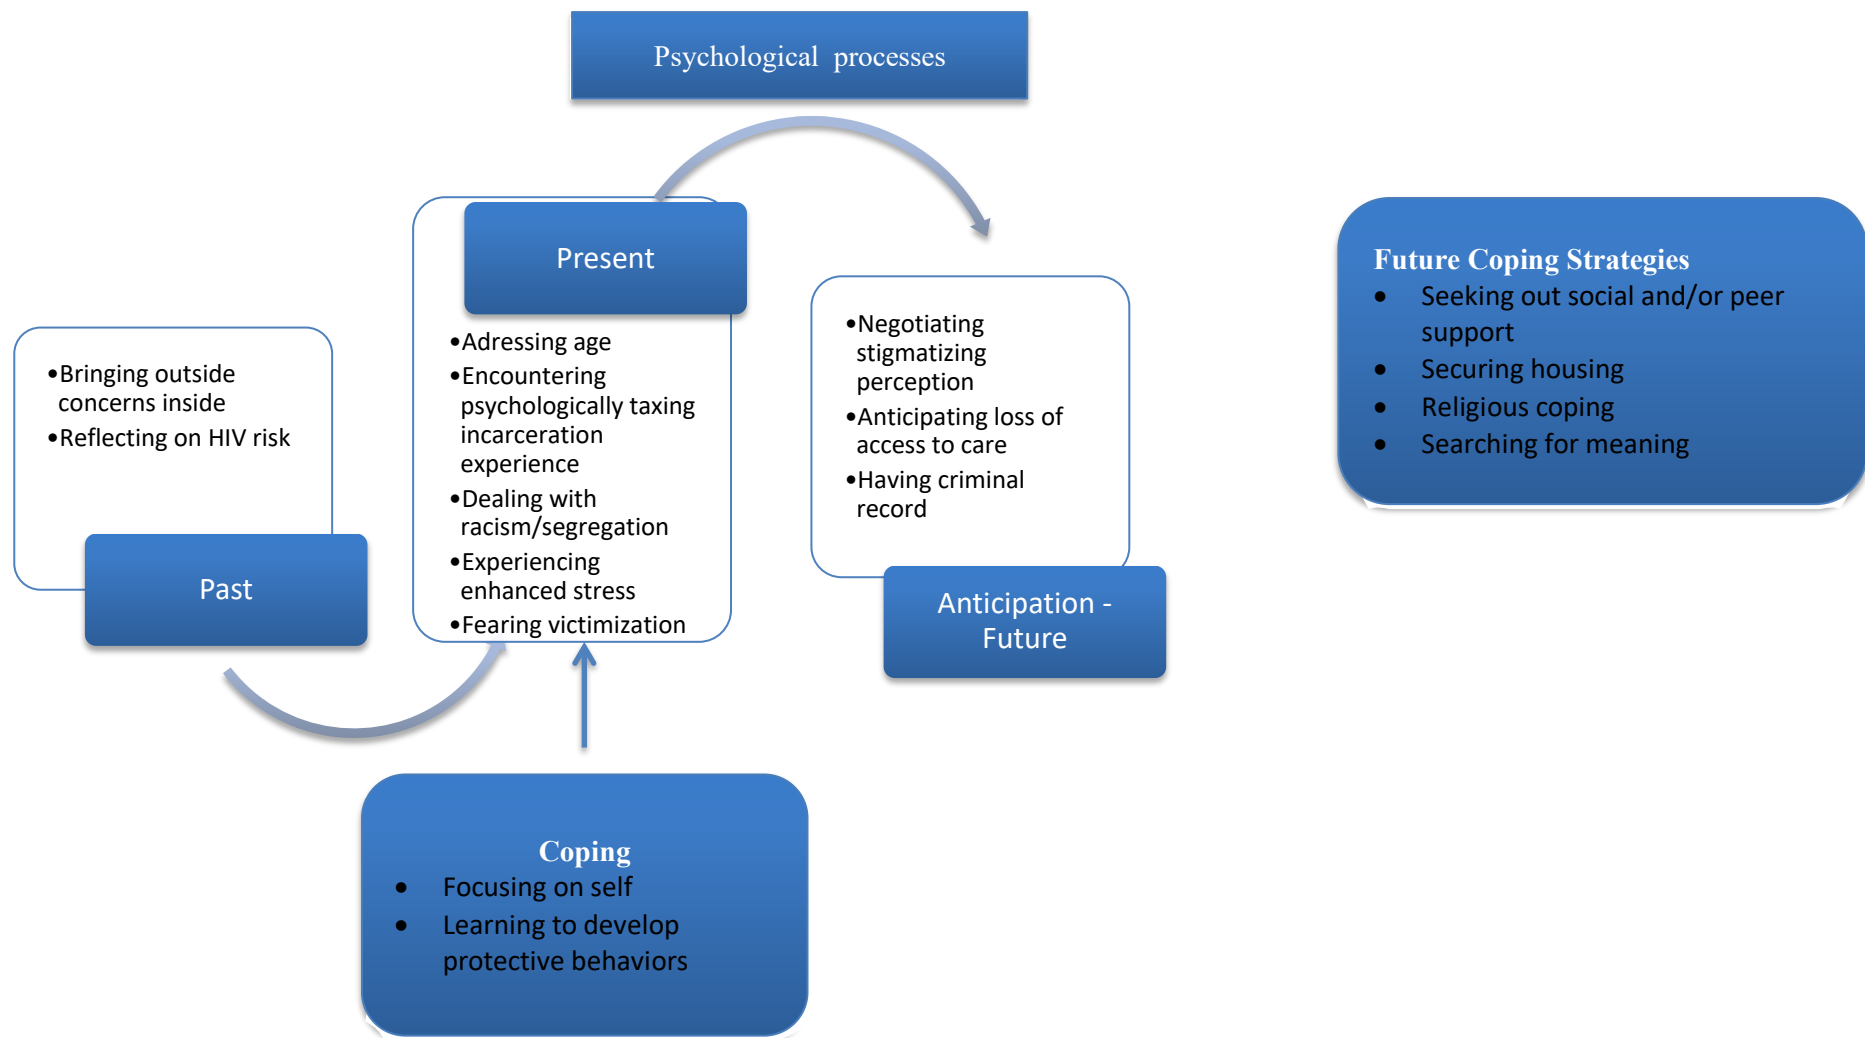 Psychological  processes
Past
•Bringing outside
concerns inside
•Reflecting on HIV risk
Present
•Adressing age
•Encountering
psychologically taxing
incarceration
experience
•Dealing with
racism/segregation
•Experiencing
enhanced stress
•Fearing victimization
•Negotiating
stigmatizing
perception
•Anticipating loss of
access to care
•Having criminal
record
Anticipation -
Future
Future Coping Strategies
• Seeking out social and/or peer
support
• Securing housing
• Religious coping
• Searching for meaning
Coping
• Focusing on self
• Learning to develop
protective behaviors